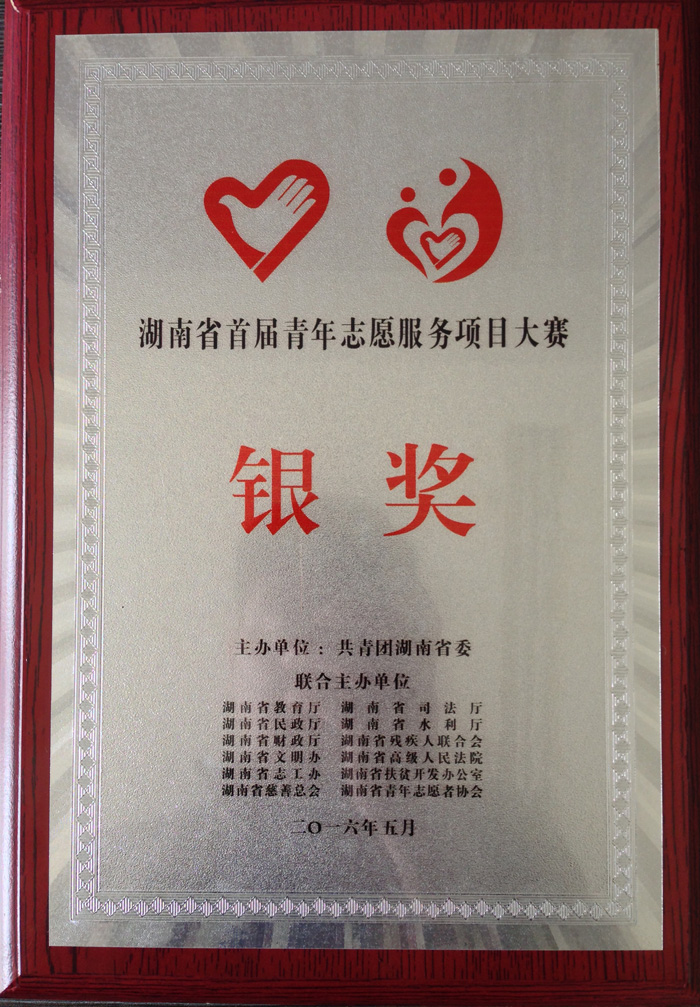 湖南省首届青年志愿服务项目大赛
银奖
主办单位：共青团湖南省委
联合主办单位
湖南省教育厅 湖南省司法厅
湖南省民政厅 湖南省水利厅
湖南省财政厅 湖南省残疾人联合会
湖南省文明办 湖南省高级人民法院
湖南省志工办 湖南省扶贫开发办公室
湖南省慈善总会 湖南省青年志愿者协会
二〇一六年五月